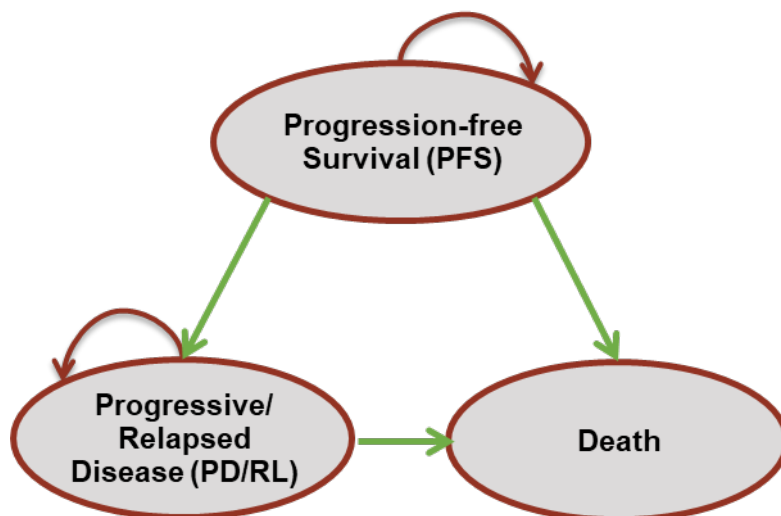 Progression-free
Survival (PFS)
Progressive/
Relapsed
Disease (PD/RL)
Death